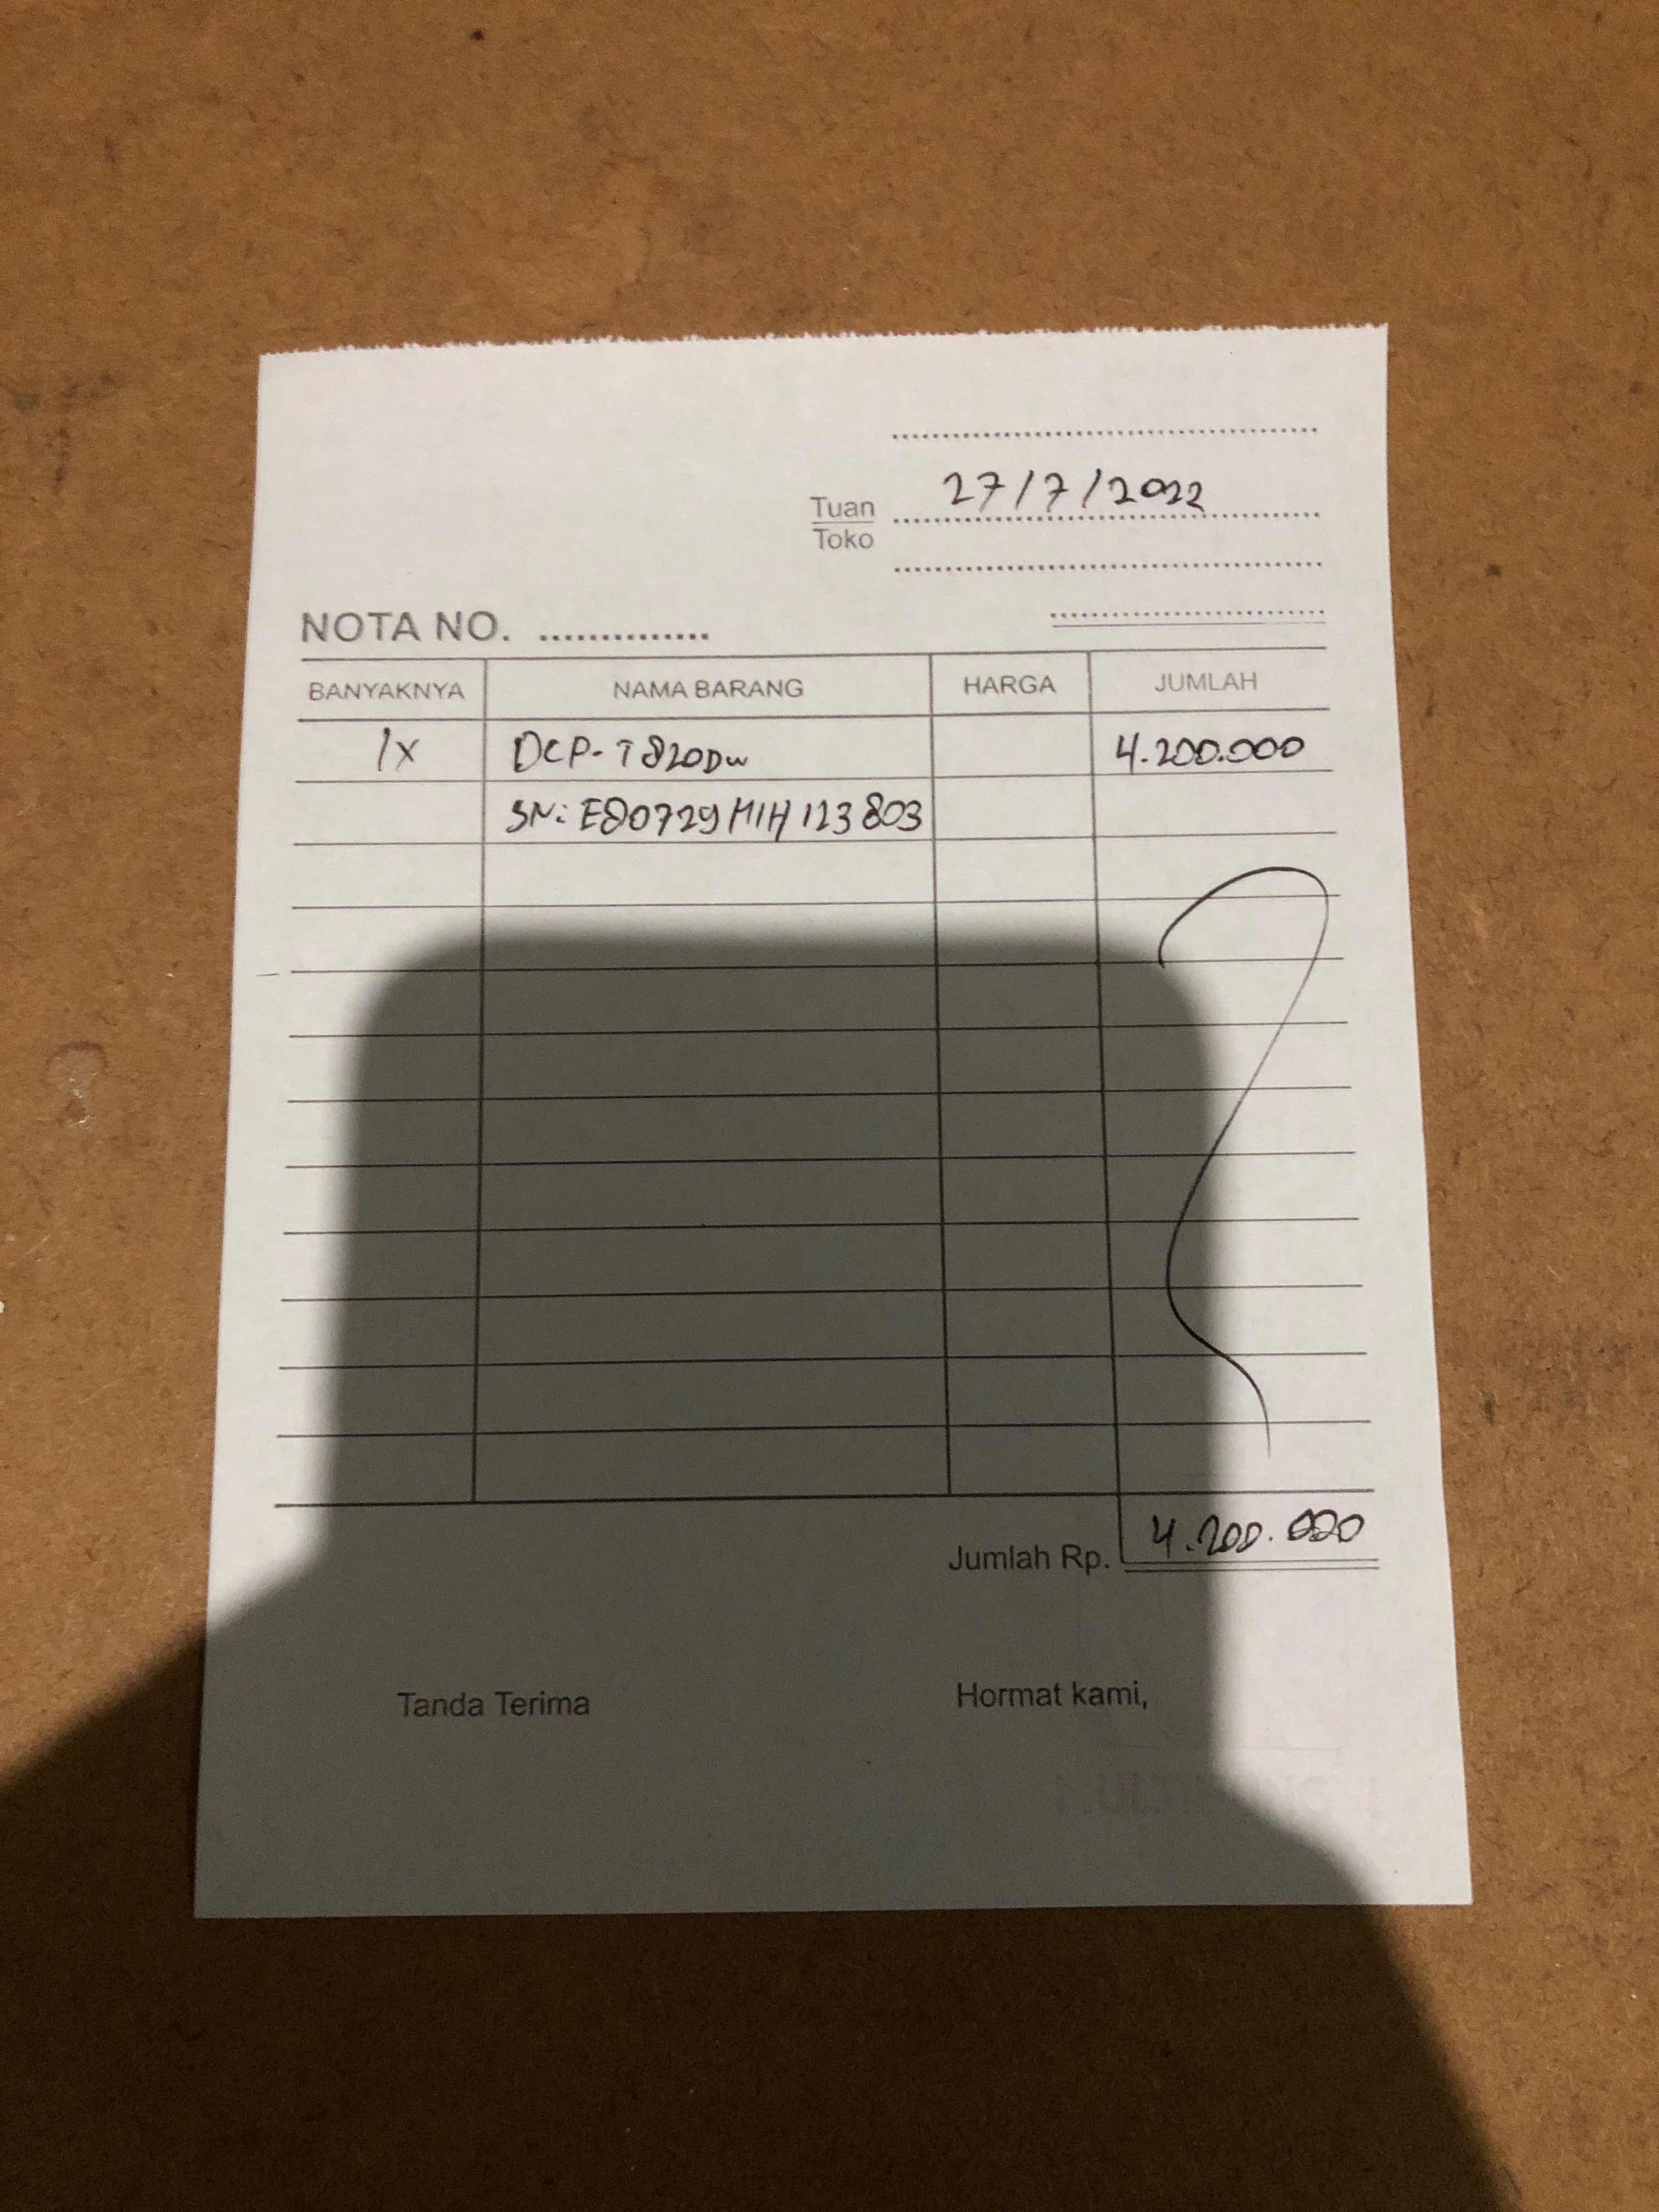 27/7/2022
Tuan
Toko
NOTA NO. ..............
BANYAKNYA NAMA BARANG HARGA JUMLAH
1x DCP-T820DW 4.200.000
SN: E80729M1H123803
Jumlah Rp. 4.200.000
Tanda Terima Hormat kami,